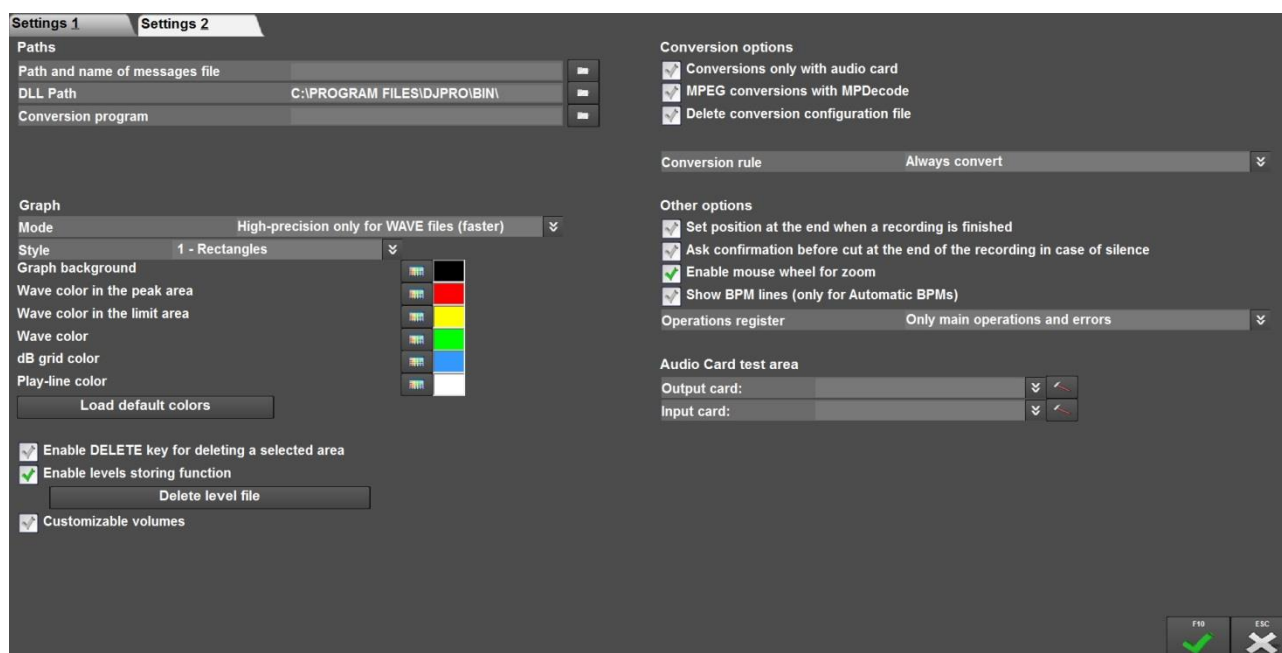 Settings 1
Settings 2
Paths
Path and name of messages file
DLL Path C:\PROGRAM FILES\DJPRO\BIN\
Conversion program
Graph
Mode High-precision only for WAVE files (faster)
Style 1 - Rectangles
Graph background
Wave color in the peak area
Wave color in the limit area
Wave color
dB grid color
Play-line color
Load default colors
Enable DELETE key for deleting a selected area
Enable levels storing function
Delete level file
Customizable volumes
Conversion options
Conversions only with audio card
MPEG conversions with MPDecode
Delete conversion configuration file
Conversion rule Always convert
Other options
Set position at the end when a recording is finished
Ask confirmation before cut at the end of the recording in case of silence
Enable mouse wheel for zoom
Show BPM lines (only for Automatic BPMs)
Operations register Only main operations and errors
Audio Card test area
Output card:
Input card:
F10
ESC